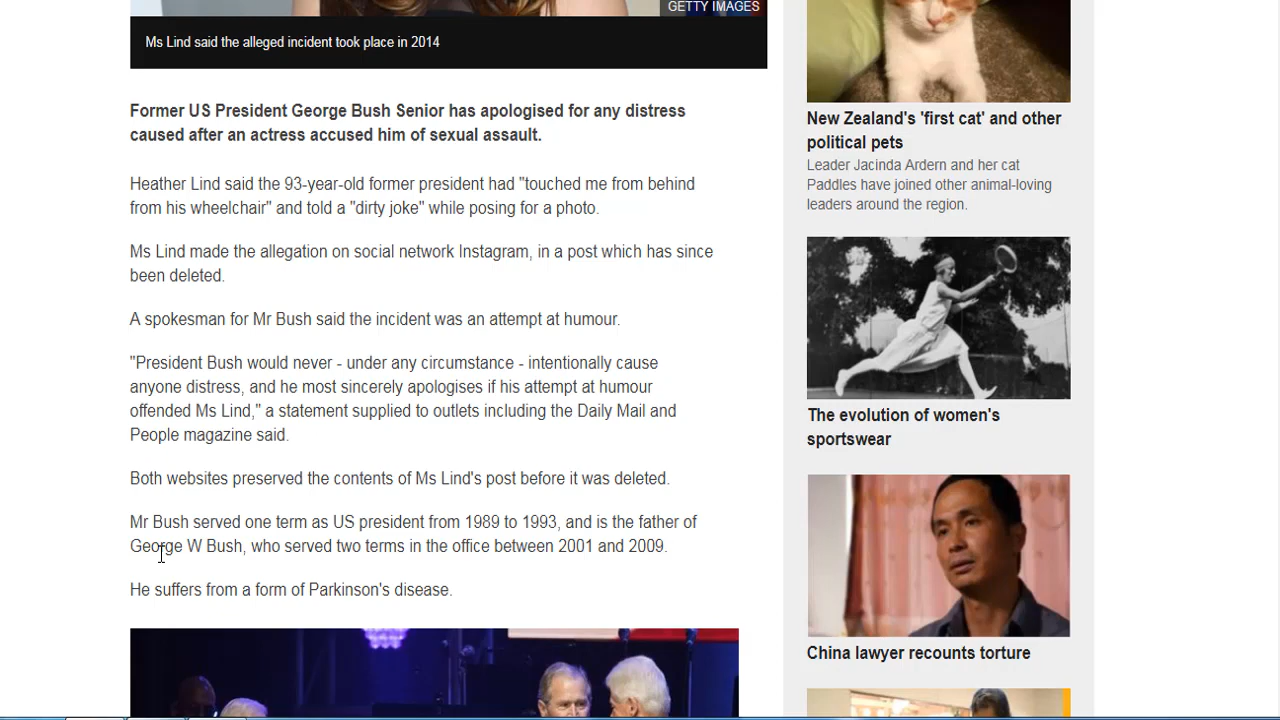 GETTY IMAGES
Ms Lind said the alleged incident took place in 2014
Former US President George Bush Senior has apologised for any distress
caused after an actress accused him of sexual assault.
Heather Lind said the 93-year-old former president had "touched me from behind
from his wheelchair" and told a "dirty joke" while posing for a photo.
Ms Lind made the allegation on social network Instagram, in a post which has since
been deleted.
A spokesman for Mr Bush said the incident was an attempt at humour.
"President Bush would never - under any circumstance - intentionally cause
anyone distress, and he most sincerely apologises if his attempt at humour
offended Ms Lind," a statement supplied to outlets including the Daily Mail and
People magazine said.
Both websites preserved the contents of Ms Lind's post before it was deleted.
Mr Bush served one term as US president from 1989 to 1993, and is the father of
George W Bush, who served two terms in the office between 2001 and 2009.
He suffers from a form of Parkinson's disease.
New Zealand's 'first cat' and other
political pets
Leader Jacinda Ardern and her cat
Paddles have joined other animal-loving
leaders around the region.
The evolution of women's
sportswear
China lawyer recounts torture